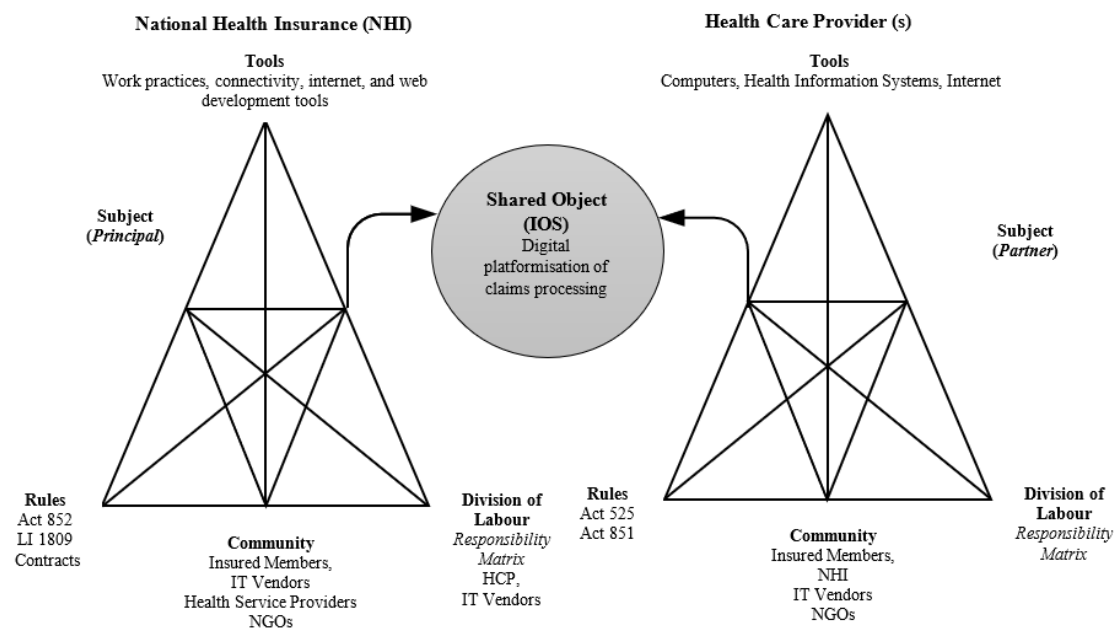 National Health Insurance (NHI)
Tools
Work practices, connectivity, internet, and web
development tools
Subject
(Principal)
Rules
Act 852
LI 1809
Contracts
Community
Insured Members,
IT Vendors
Health Service Providers
NGOs
Division of
Labour
Responsibility
Matrix
HCP,
IT Vendors
Shared Object
(IOS)
Digital
platformisation of
claims processing
Health Care Provider (s)
Tools
Computers, Health Information Systems, Internet
Subject
(Partner)
Rules
Act 525
Act 851
Community
Insured Members,
NHI
IT Vendors
NGOs
Division of
Labour
Responsibility
Matrix